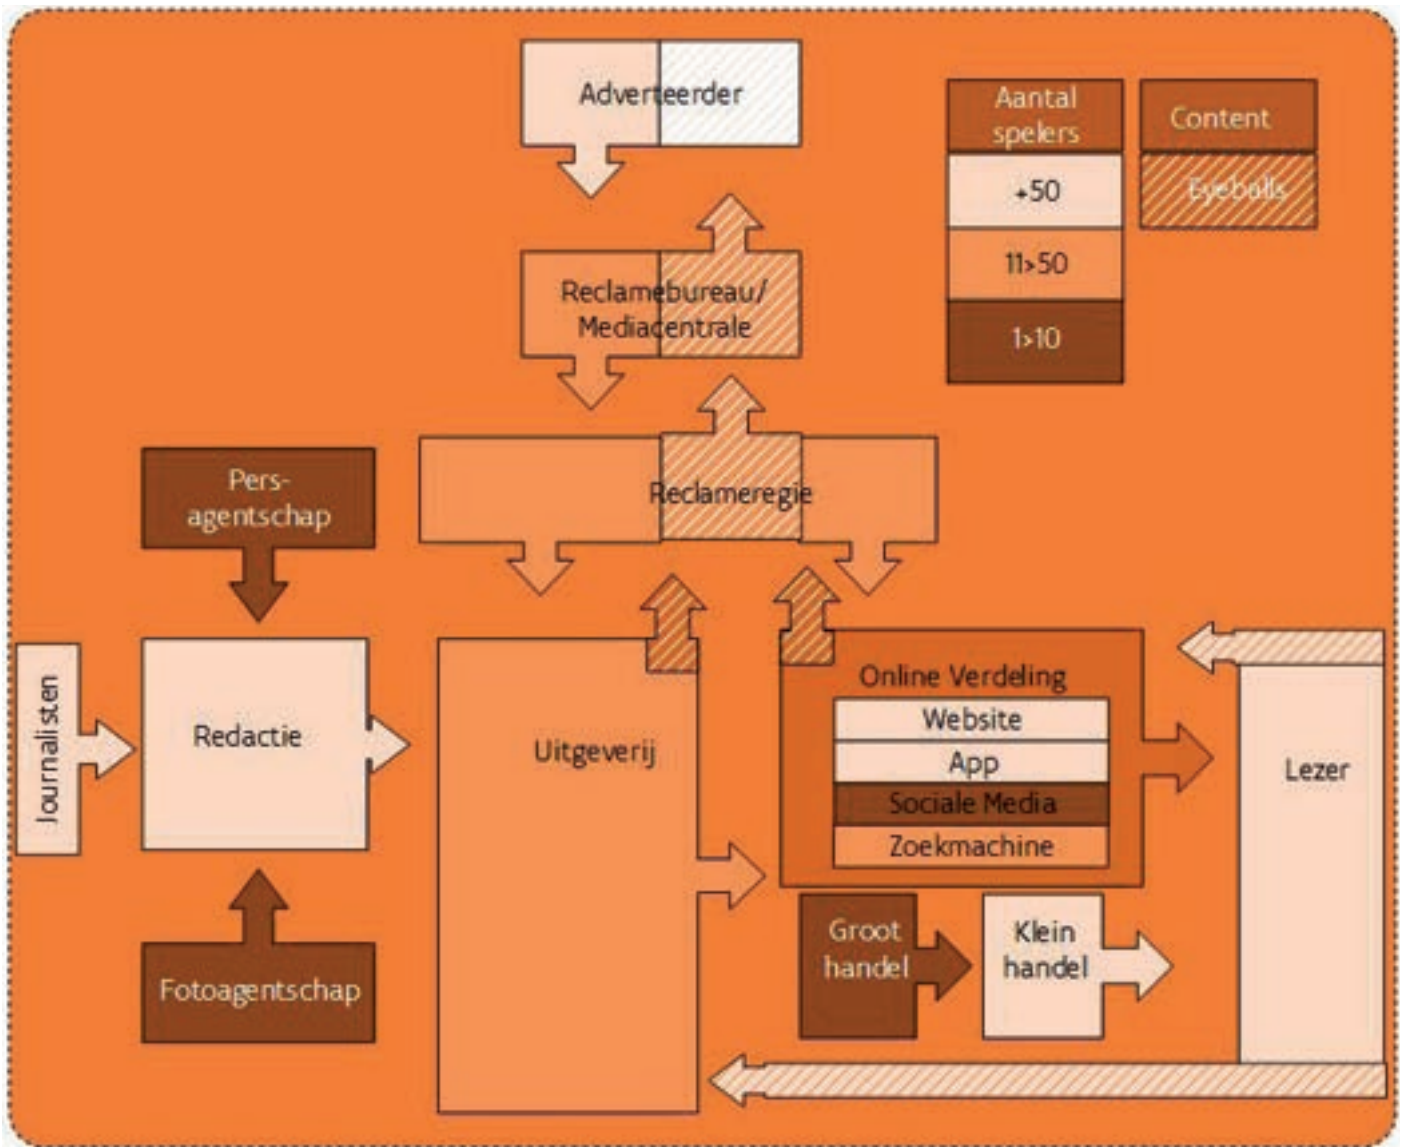 Adverteerder
Aantal
spelers
+50
11>50
1>10
Content
Eyeballs
Reclamebureau/
Mediacentrale
Reclameregie
Pers-
agentschap
Journalisten
Redactie
Fotoagentschap
Uitgeverij
Online Verdeling
Website
App
Sociale Media
Zoekmachine
Groot
handel
Klein
handel
Lezer